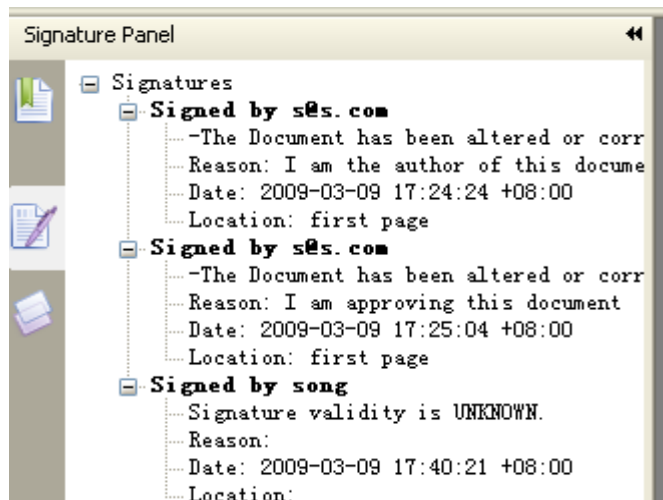 Signature Panel
Signatures
Signed by s@s.com
-The Document has been altered or corr
Reason: I am the author of this docume
Date: 2009-03-09 17:24:24 +08:00
Location: first page
Signed by s@s.com
-The Document has been altered or corr
Reason: I am approving this document
Date: 2009-03-09 17:25:04 +08:00
Location: first page
Signed by song
Signature validity is UNKNOWN.
Reason:
Date: 2009-03-09 17:40:21 +08:00
Location: